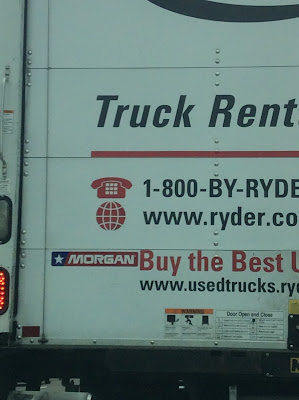 Truck Rent
1-800-BY-RYDE
www.ryder.co
MORGAN Buy the Best U
www.usedtrucks.ry
WARNING
Door Open and Close